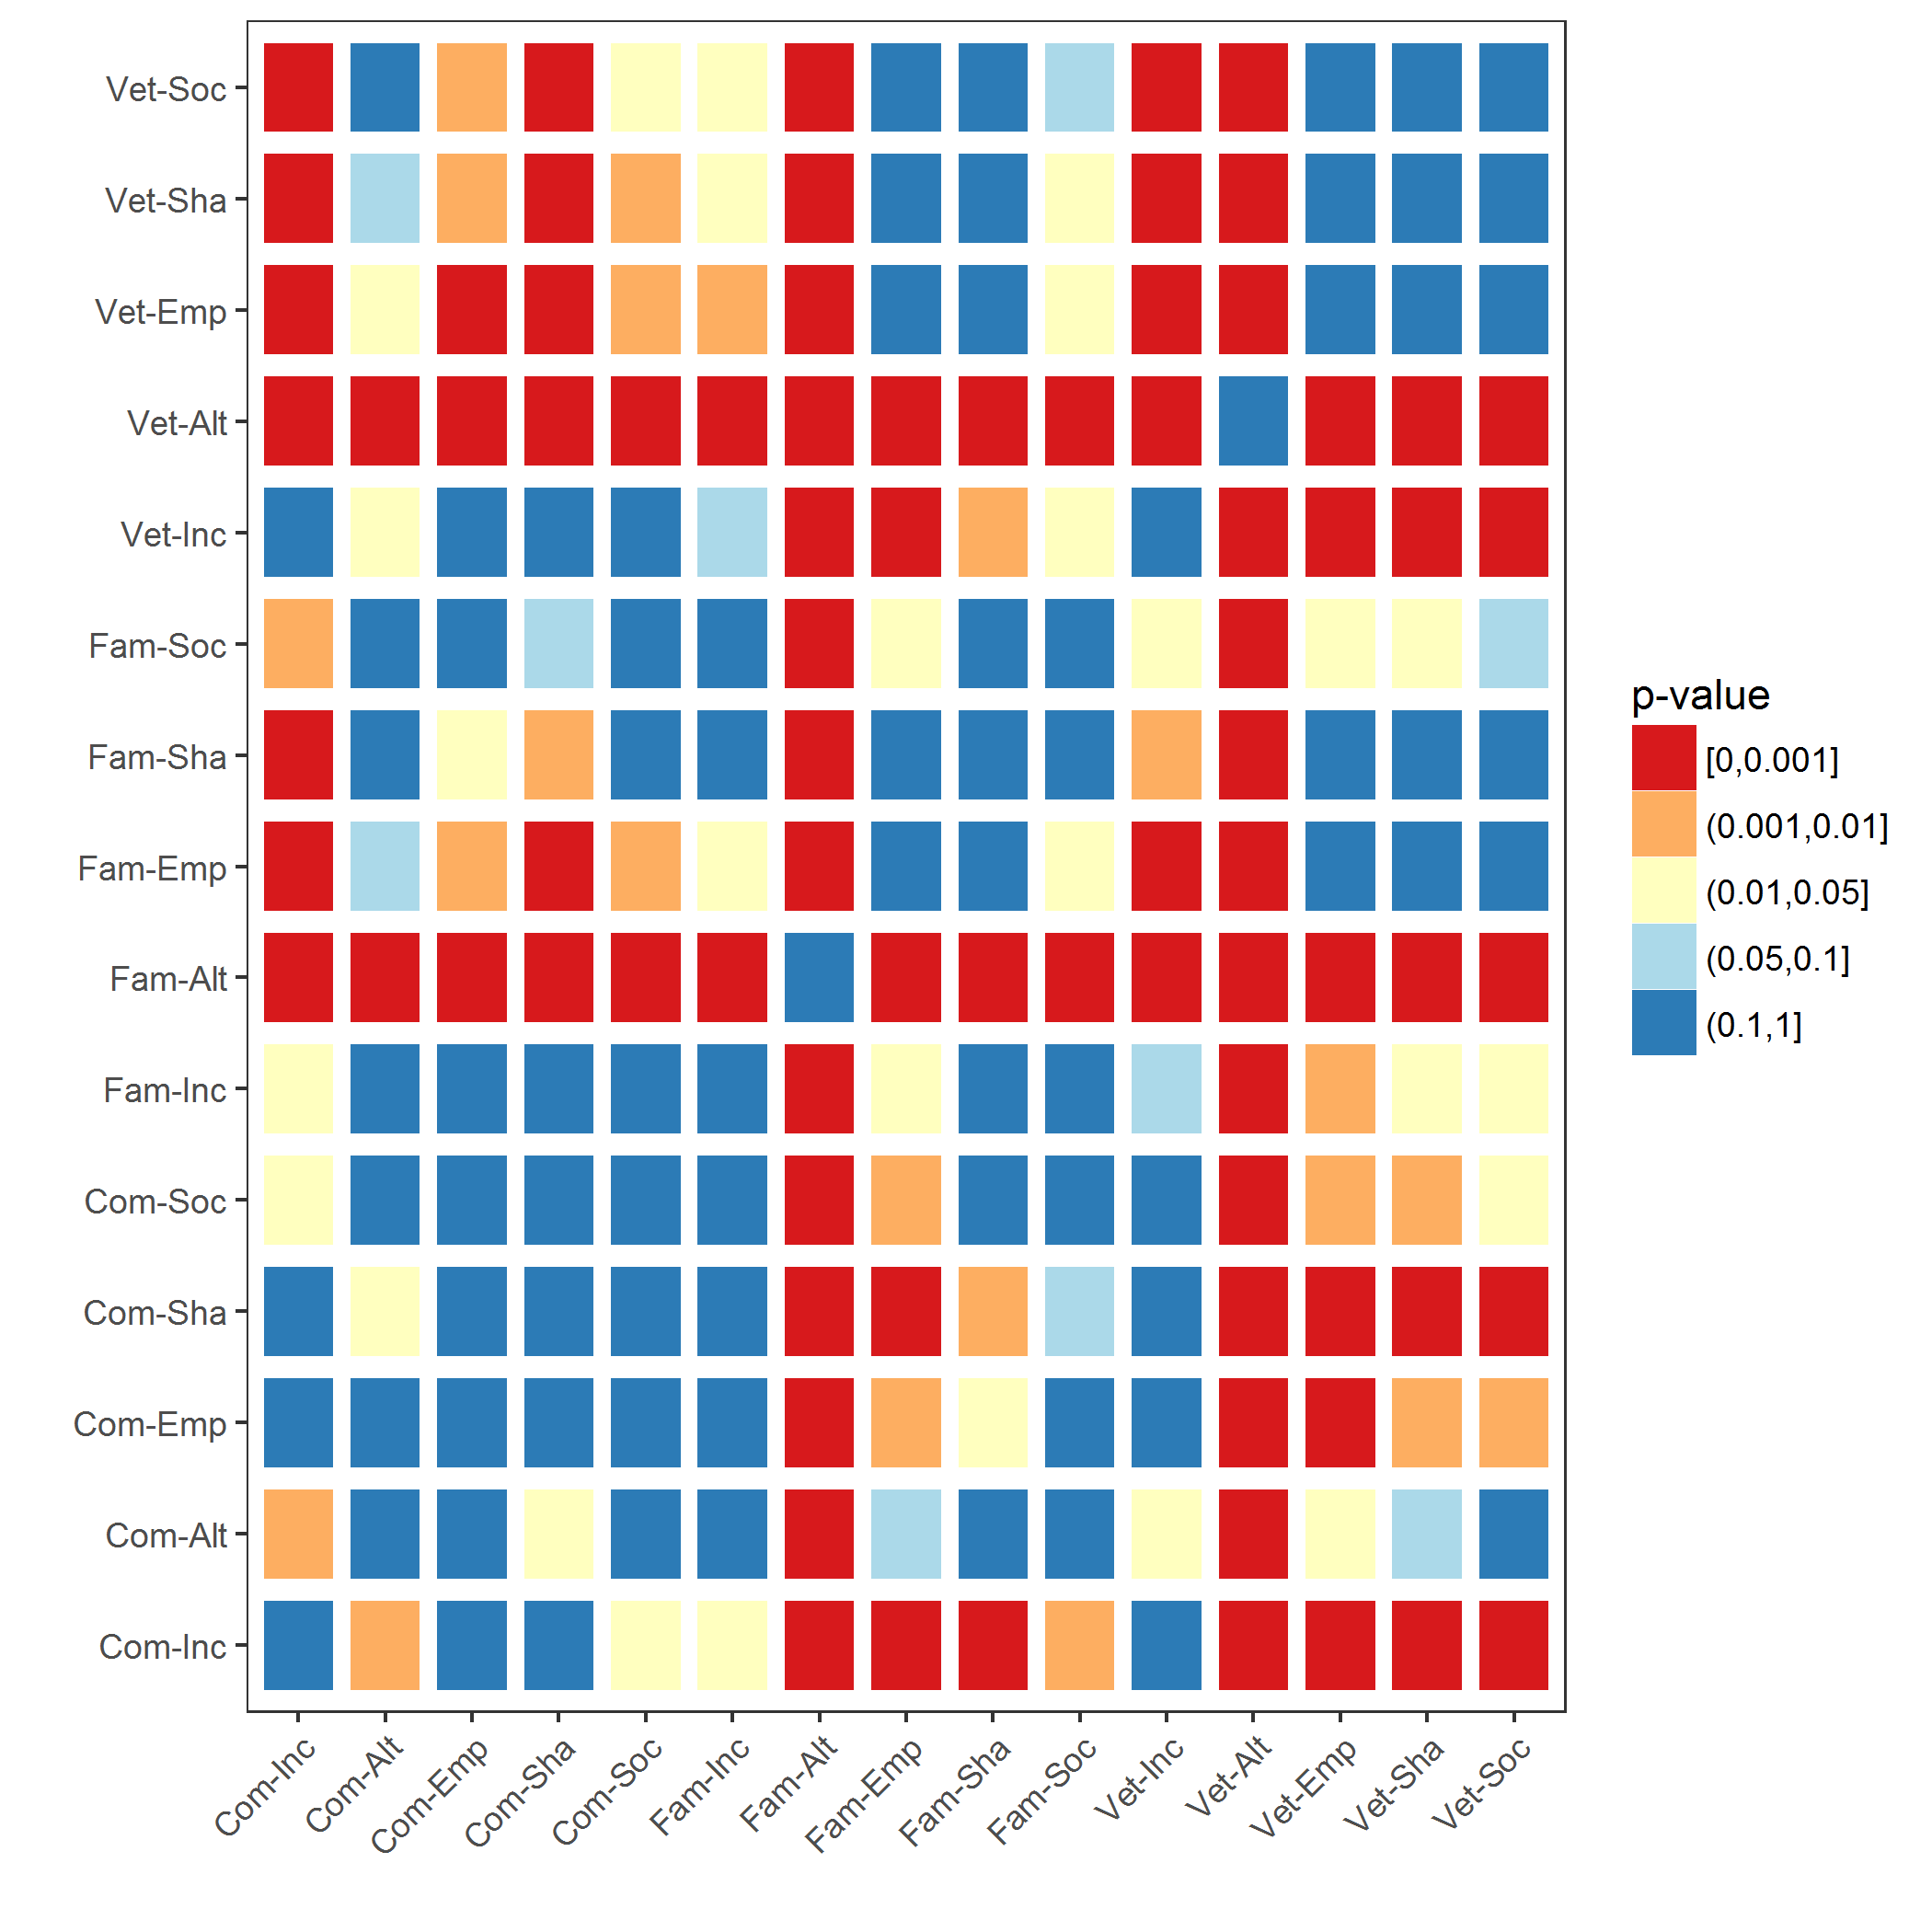 Vet-Soc
Vet-Sha
Vet-Emp
Vet-Alt
Vet-Inc
Fam-Soc
Fam-Sha
Fam-Emp
Fam-Alt
Fam-Inc
Com-Soc
Com-Sha
Com-Emp
Com-Alt
Com-Inc
Com-Inc
Com-Alt
Com-Emp
Com-Sha
Com-Soc
Fam-Inc
Fam-Alt
Fam-Emp
Fam-Sha
Fam-Soc
Vet-Inc
Vet-Alt
Vet-Emp
Vet-Sha
Vet-Soc
p-value
[0,0.001]
(0.001,0.01]
(0.01,0.05]
(0.05,0.1]
(0.1,1]